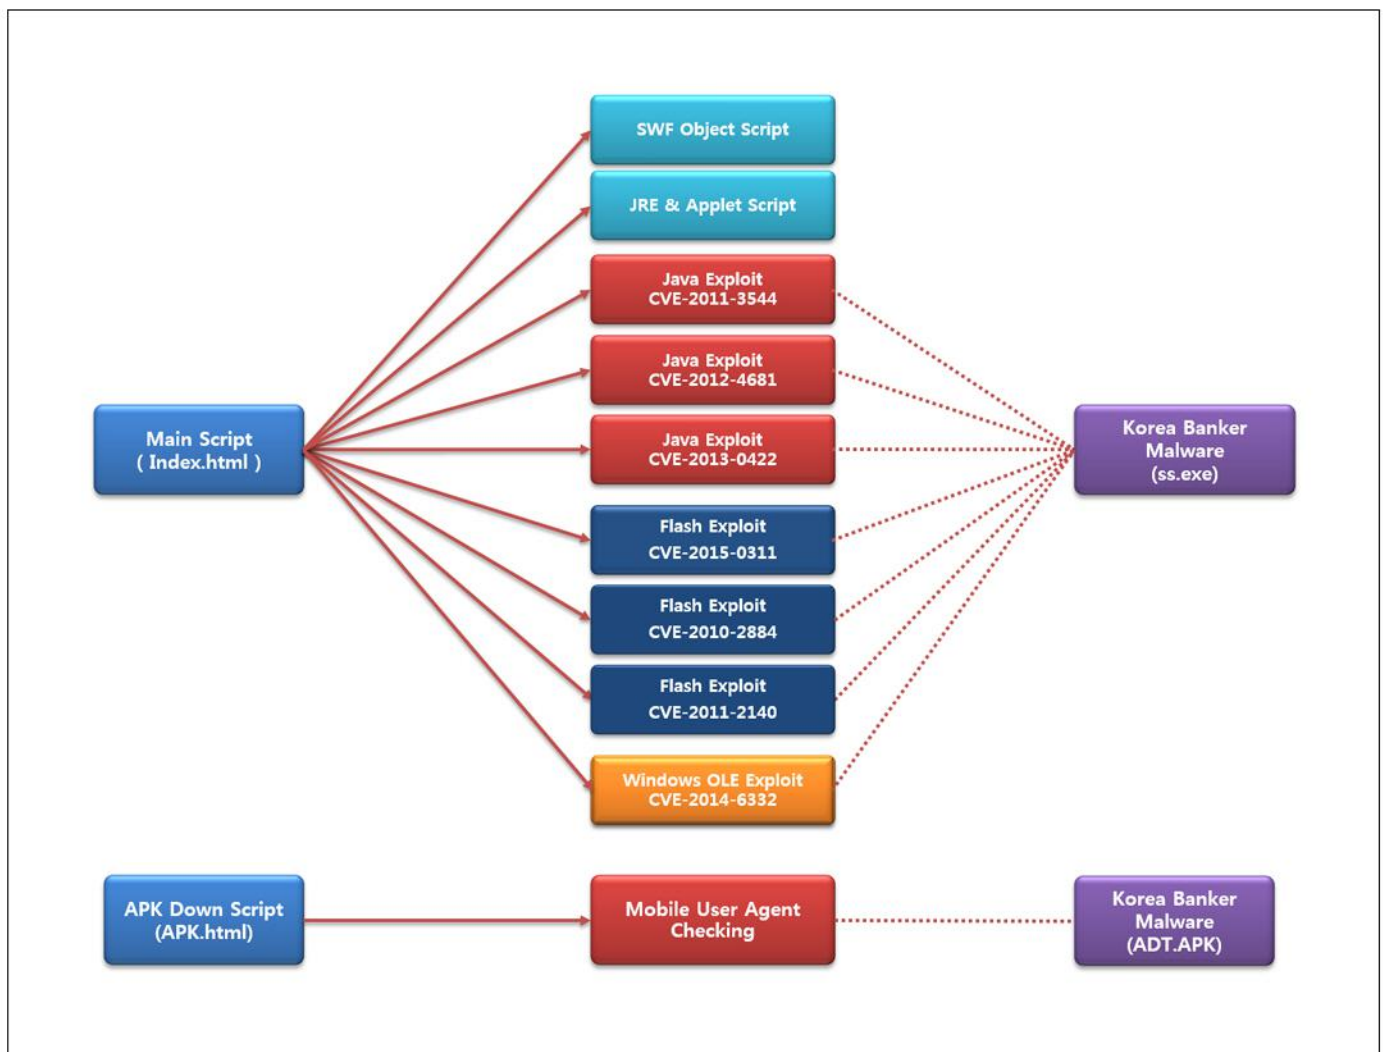 SWF Object Script
JRE & Applet Script
Java Exploit
CVE-2011-3544
Java Exploit
CVE-2012-4681
Main Script
( Index.html )
Java Exploit
CVE-2013-0422
Korea Banker
Malware
(ss.exe)
Flash Exploit
CVE-2015-0311
Flash Exploit
CVE-2010-2884
Flash Exploit
CVE-2011-2140
Windows OLE Exploit
CVE-2014-6332
APK Down Script
(APK.html)
Mobile User Agent
Checking
Korea Banker
Malware
(ADT.APK)